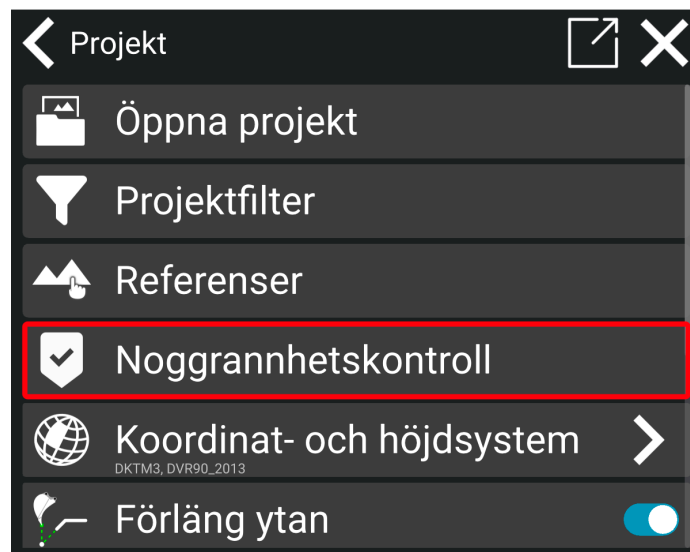 Projekt
Öppna projekt
Projektfilter
Referenser
Noggrannhetskontroll
Koordinat- och höjdsystem
DKTM3, DVR90_2013
Förläng ytan